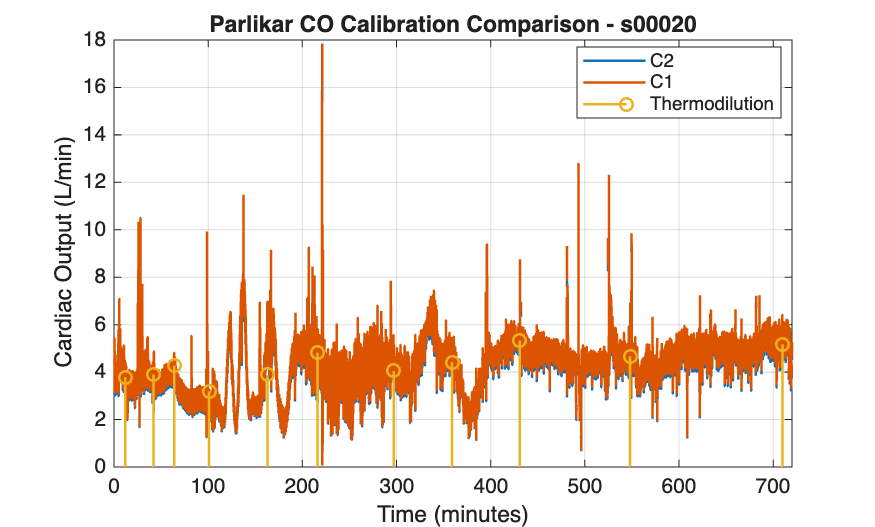 Parlikar CO Calibration Comparison - s00020
18
16
14
12
10
8
6
4
2
0
Cardiac Output (L/min)
C2
C1
Thermodilution
0 100 200 300 400 500 600 700
Time (minutes)